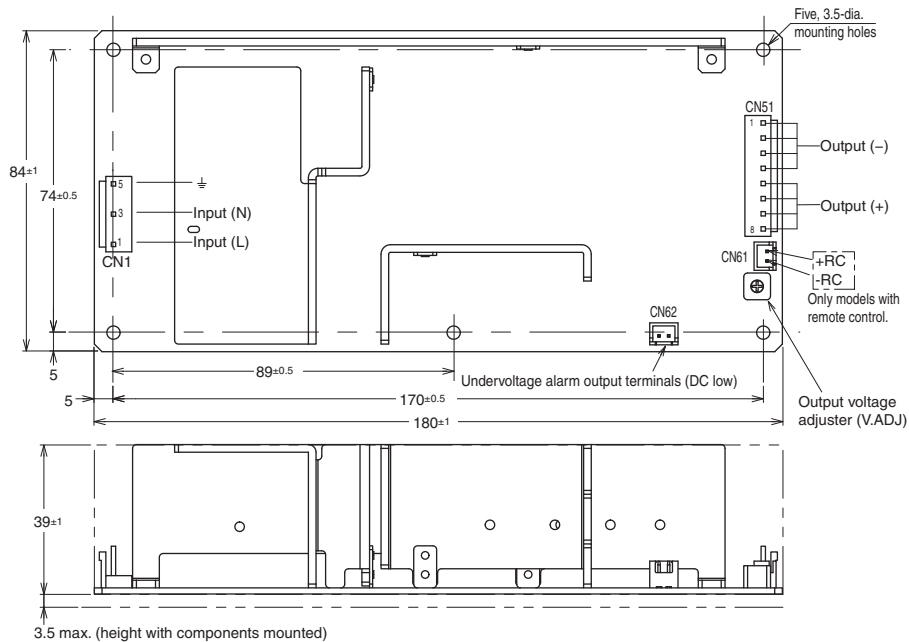 Five, 3.5-dia.
mounting holes
CN51
1
Output (−)
84±1
74±0.5
5
⏚
3
Input (N)
Output (+)
1
Input (L)
8
CN1
CN61
+RC
-RC
Only models with
remote control.
CN62
5
89±0.5
Undervoltage alarm output terminals (DC low)
5
170±0.5
Output voltage
adjuster (V.ADJ)
180±1
39±1
3.5 max. (height with components mounted)